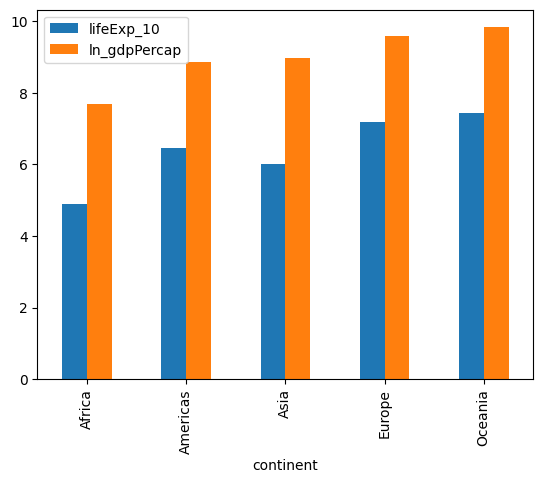 lifeExp_10
ln_gdpPercap
10
8
6
4
2
0
Africa
Americas
Asia
Europe
Oceania
continent